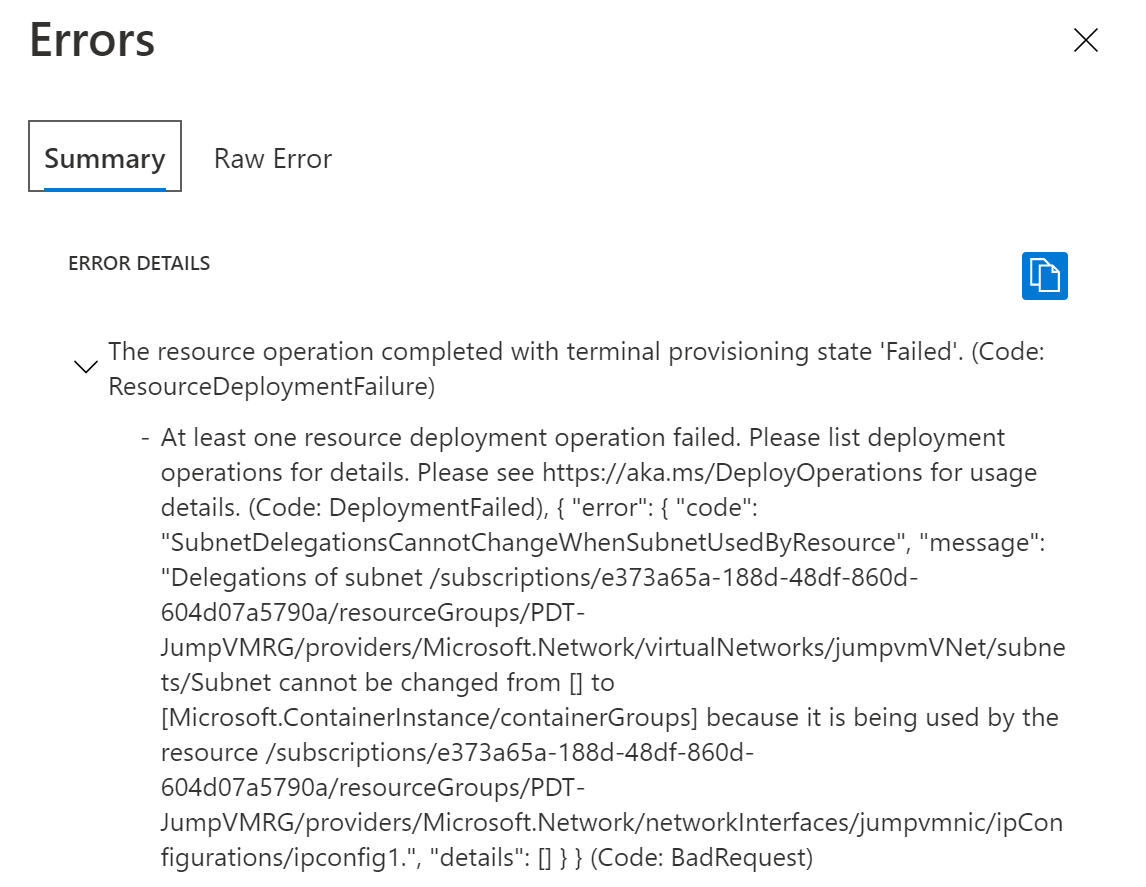 Errors
Summary
Raw Error
ERROR DETAILS
The resource operation completed with terminal provisioning state 'Failed'. (Code:
ResourceDeploymentFailure)
- At least one resource deployment operation failed. Please list deployment
operations for details. Please see https://aka.ms/DeployOperations for usage
details. (Code: DeploymentFailed), { "error": { "code":
"SubnetDelegationsCannotChangeWhenSubnetUsedByResource", "message":
"Delegations of subnet /subscriptions/e373a65a-188d-48df-860d-
604d07a5790a/resourceGroups/PDT-
JumpVMRG/providers/Microsoft.Network/virtualNetworks/jumpvmVNet/subne
ts/Subnet cannot be changed from [] to
[Microsoft.ContainerInstance/containerGroups] because it is being used by the
resource /subscriptions/e373a65a-188d-48df-860d-
604d07a5790a/resourceGroups/PDT-
JumpVMRG/providers/Microsoft.Network/networkInterfaces/jumpvmnic/ipCon
figurations/ipconfig1.", "details": [] } } (Code: BadRequest)